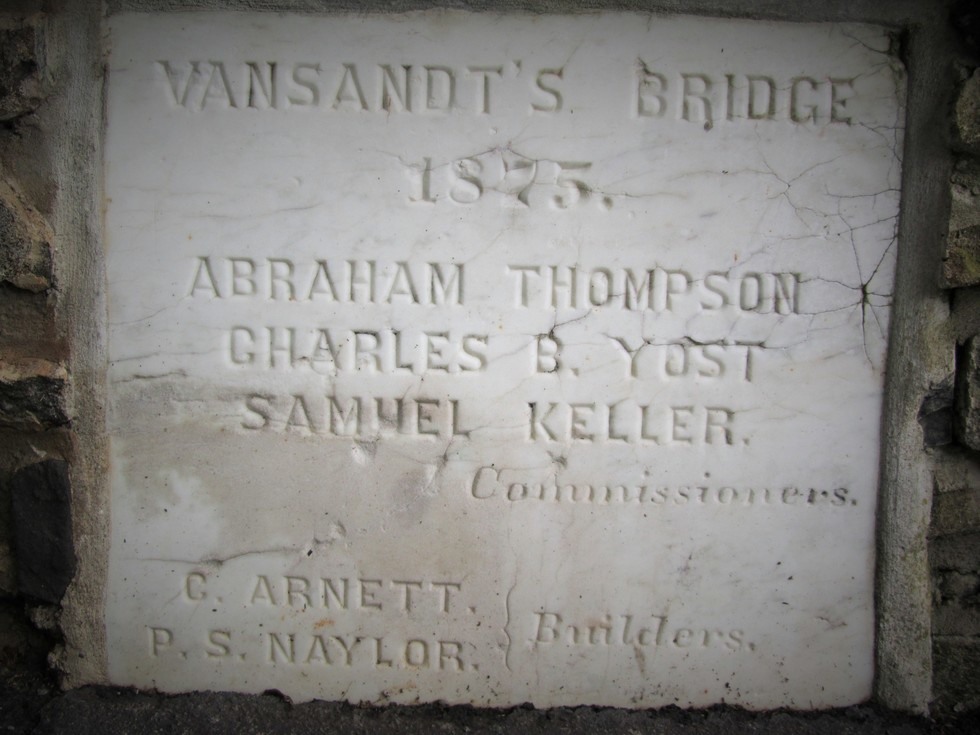 VANSANDT'S BRIDGE
1875.
ABRAHAM THOMPSON
CHARLES B. YOST
SAMUEL KELLER.
Commissioners.
G. ARNETT.
P. S. NAYLOR. } Builders.